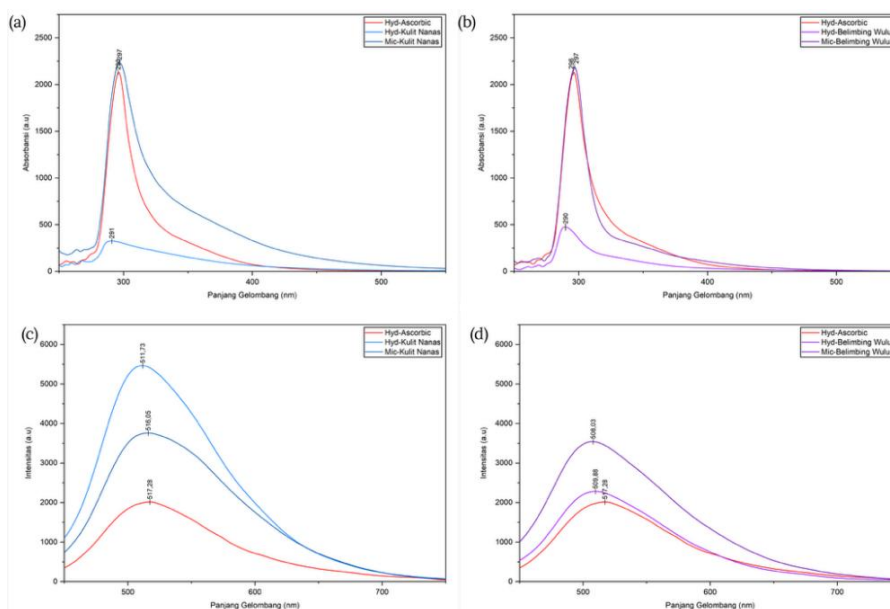 (a)
Hyd-Ascorbic
Hyd-Kulit Nanas
Mic-Kulit Nanas
2500
2000
1500
1000
500
0
Absorbansi (a.u)
297
291
300
400
500
Panjang Gelombang (nm)
(b)
Hyd-Ascorbic
Hyd-Belimbing Wulu
Mic-Belimbing Wulu
2500
2000
1500
1000
500
0
Absorbansi (a.u)
296
297
290
300
400
500
Panjang Gelombang (nm)
(c)
Hyd-Ascorbic
Hyd-Kulit Nanas
Mic-Kulit Nanas
6000
5000
4000
3000
2000
1000
0
Intensitas (a.u)
511,73
516,05
517,28
500
600
700
Panjang Gelombang (nm)
(d)
Hyd-Ascorbic
Hyd-Belimbing Wulu
Mic-Belimbing Wulu
6000
5000
4000
3000
2000
1000
0
Intensitas (a.u)
508,03
509,88
517,28
500
600
700
Panjang Gelombang (nm)